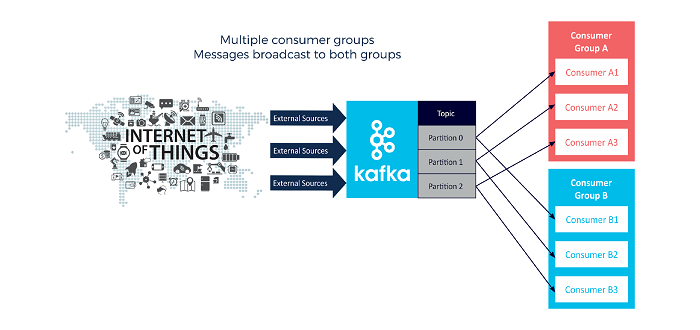 Multiple consumer groups
Messages broadcast to both groups
INTERNET
OF THINGS
External Sources
External Sources
External Sources
kafka
Topic
Partition 0
Partition 1
Partition 2
Consumer
Group A
Consumer A1
Consumer A2
Consumer A3
Consumer
Group B
Consumer B1
Consumer B2
Consumer B3